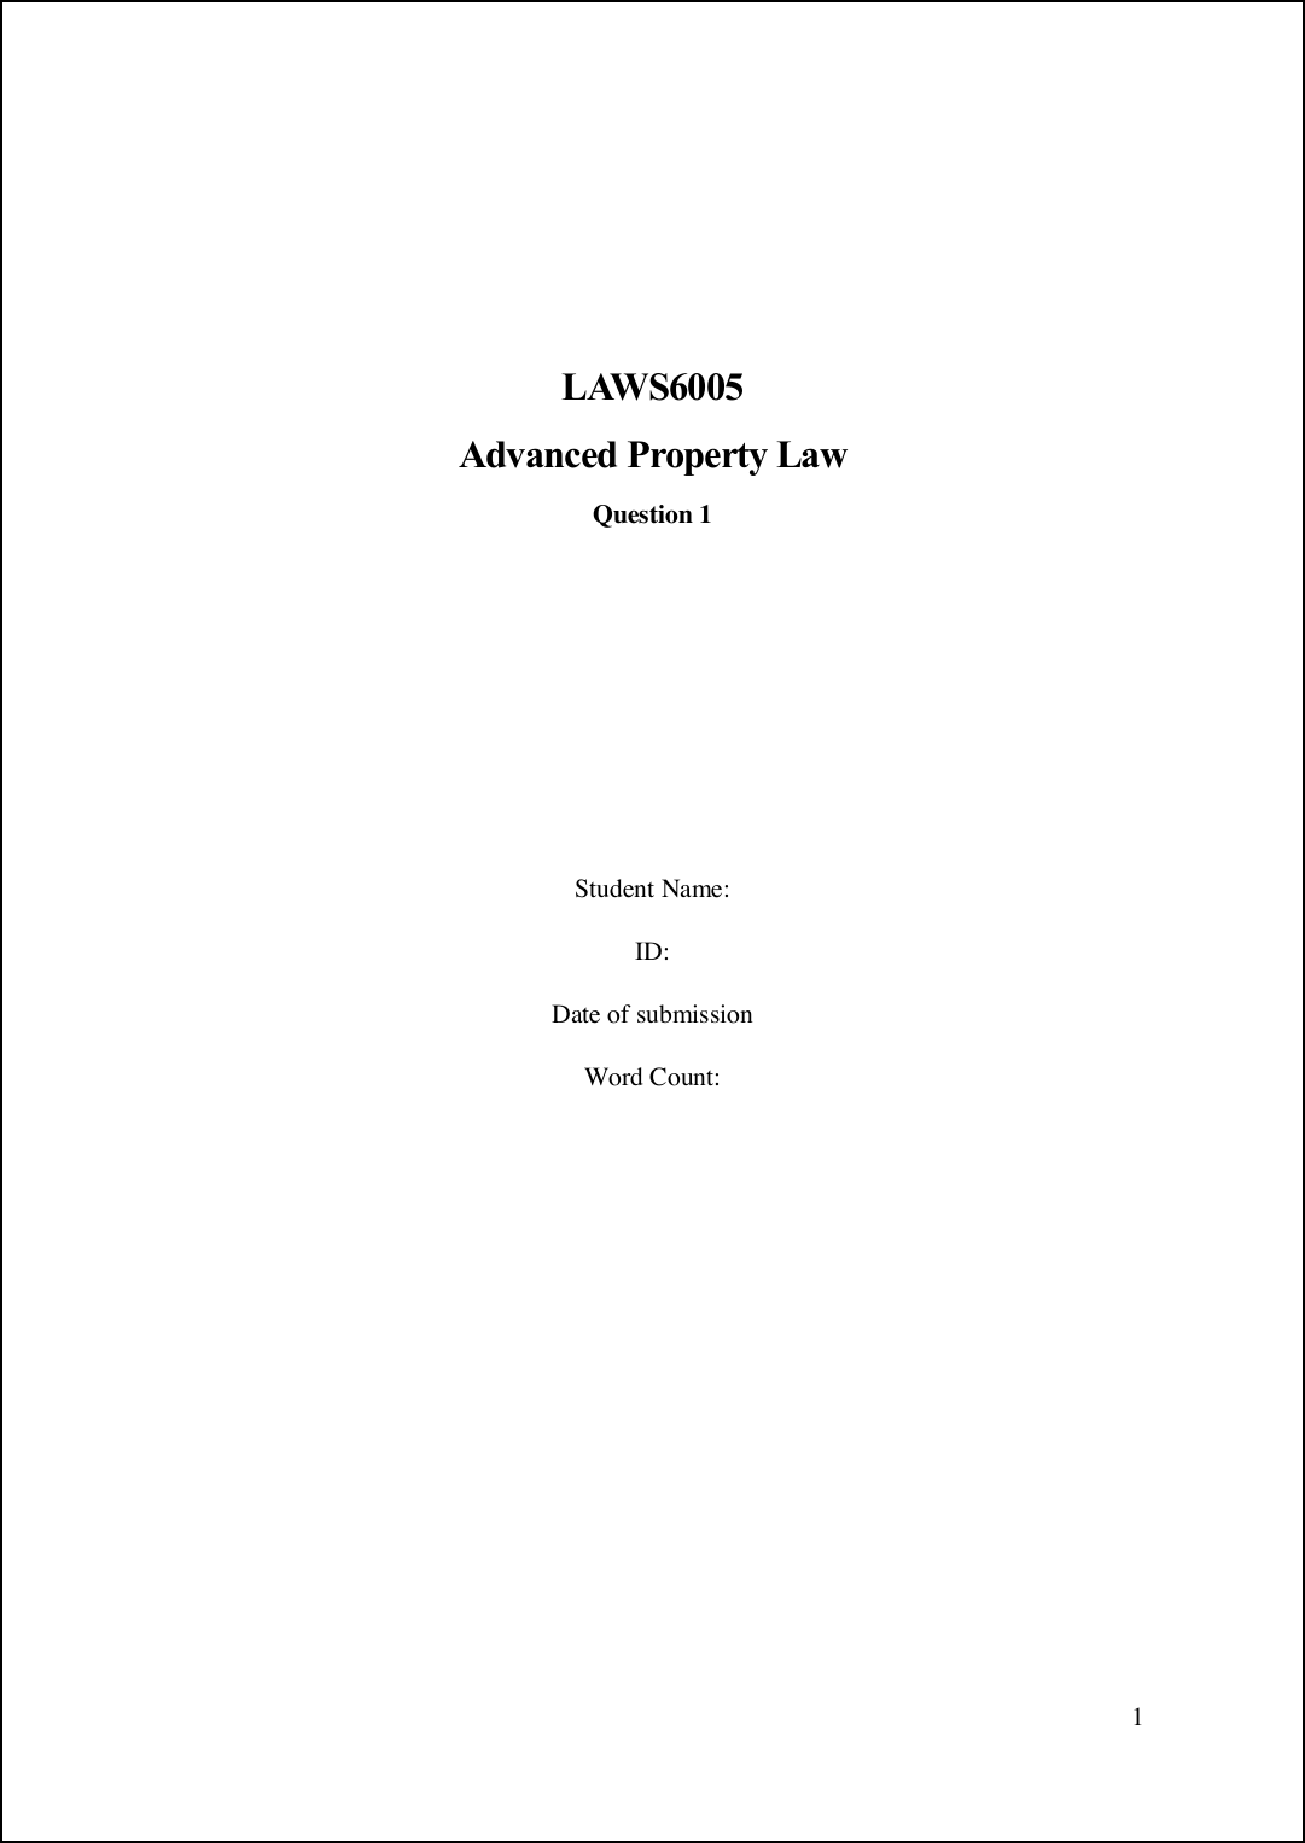 LAWS6005
Advanced Property Law
Question 1
Student Name:
ID:
Date of submission
Word Count:
1